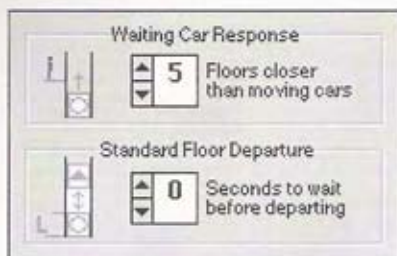 Waiting Car Response
5
Floors closer
than moving cars
Standard Floor Departure
0
Seconds to wait
before departing
L